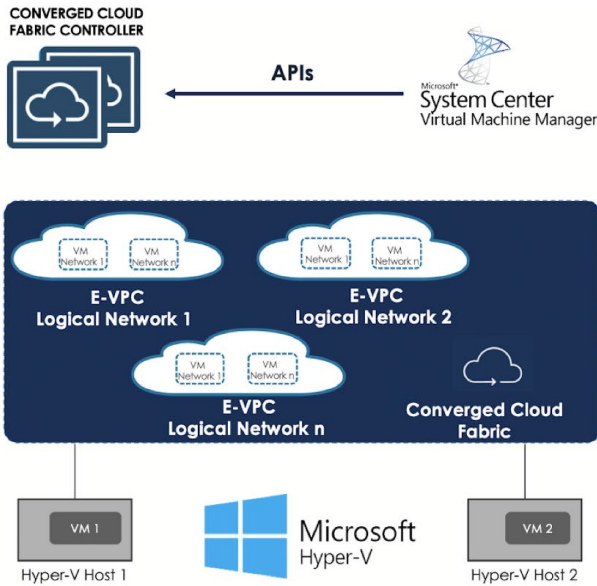 CONVERGED CLOUD
FABRIC CONTROLLER
APIs
Microsoft
System Center
Virtual Machine Manager
VM
Network 1
VM
Network n
E-VPC
Logical Network 1
VM
Network 1
VM
Network n
E-VPC
Logical Network 2
VM
Network 1
VM
Network n
E-VPC
Logical Network n
Converged Cloud
Fabric
VM 1
Hyper-V Host 1
Microsoft
Hyper-V
VM 2
Hyper-V Host 2